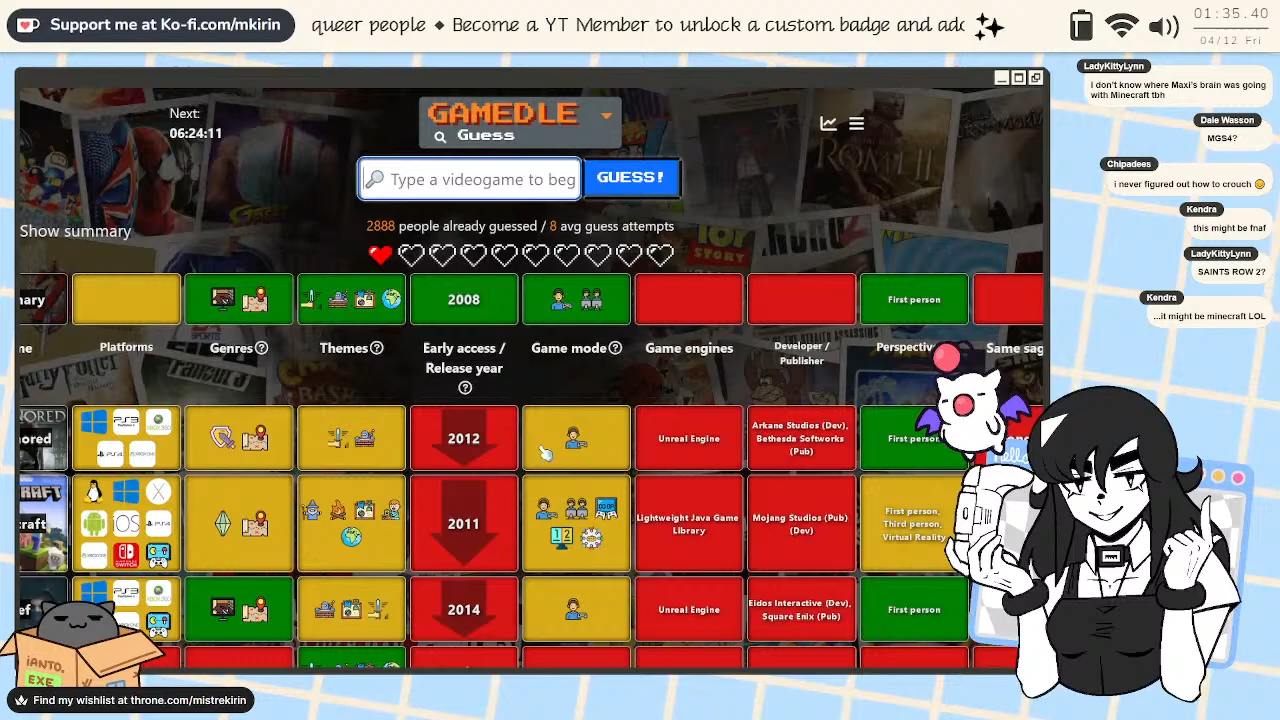 Support me at Ko-fi.com/mkirin
queer people ◆ Become a YT Member to unlock a custom badge and add
01:35.40
04/12 Fri
Next:
06:24:11
GAMEDLE
Guess
Type a videogame to beg
GUESS!
2888 people already guessed / 8 avg guess attempts
Show summary
2008
First person
Platforms
Genres
Themes
Early access /
Release year
Game mode
Game engines
Developer /
Publisher
2012
Unreal Engine
Arkane Studios (Dev),
Bethesda Softworks
(Pub)
2011
Lightweight Java Game
Library
Mojang Studios (Pub)
(Dev)
First person,
Third person,
Virtual Reality
2014
Unreal Engine
Eidos Interactive (Dev),
Square Enix (Pub)
First person
LadyKittyLynn
I don't know where Maxi's brain was going
with Minecraft tbh
Dale Wasson
MGS4?
Chipadees
i never figured out how to crouch
Kendra
this might be fnaf
LadyKittyLynn
SAINTS ROW 2?
Kendra
...it might be minecraft LOL
¡ANTO.
EXE
Find my wishlist at throne.com/mistrekirin